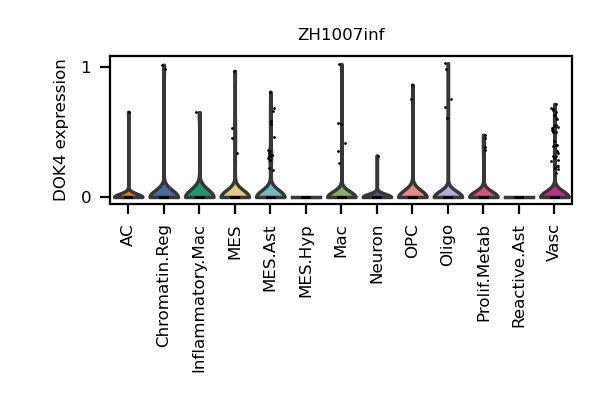 ZH1007inf
DOK4 expression
1
0
AC
Chromatin.Reg
Inflammatory.Mac
MES
MES.Ast
MES.Hyp
Mac
Neuron
OPC
Oligo
Prolif.Metab
Reactive.Ast
Vasc